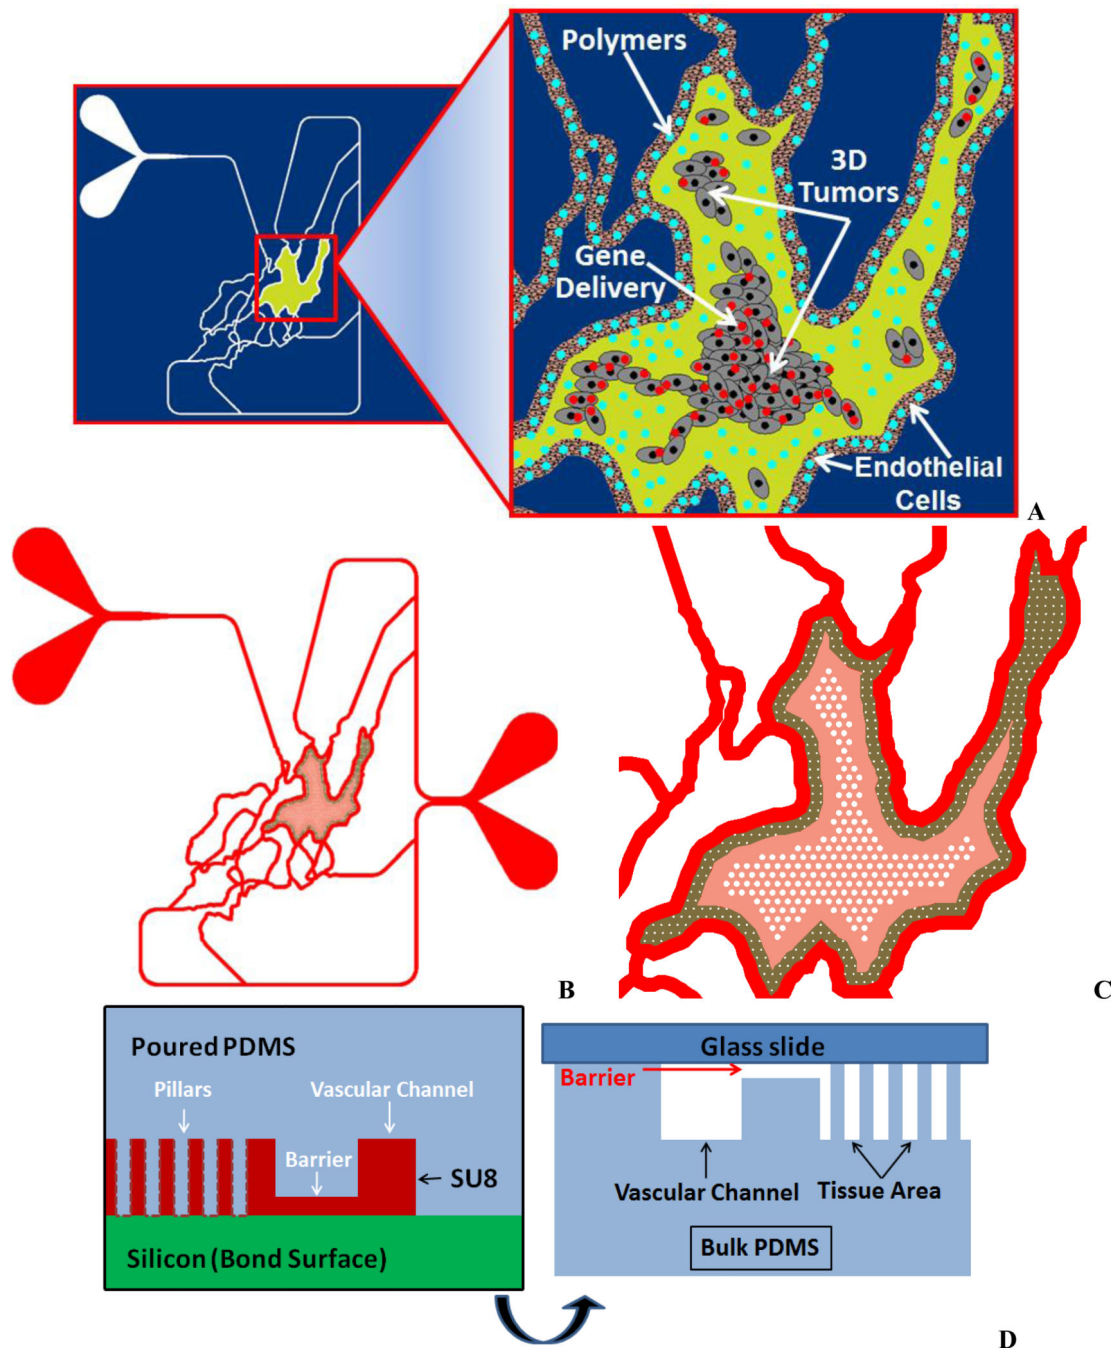 Polymers
3D
Tumors
Gene
Delivery
Endothelial
Cells
A
B
C
Poured PDMS
Pillars
Vascular Channel
Barrier
SU8
Silicon (Bond Surface)
Glass slide
Barrier
Vascular Channel
Tissue Area
Bulk PDMS
D